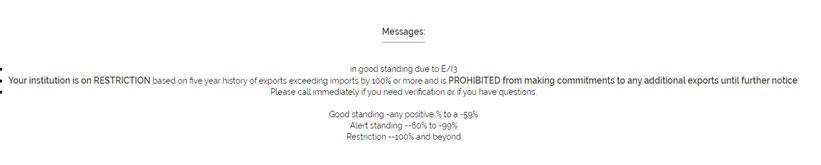 Messages:
in good standing due to E/I3
Your institution is on RESTRICTION based on five year history of exports exceeding imports by 100% or more and is PROHIBITED from making commitments to any additional exports until further notice.
Please call immediately if you need verification or if you have questions.
Good standing -any positive % to a -59%
Alert standing --60% to -99%
Restriction --100% and beyond